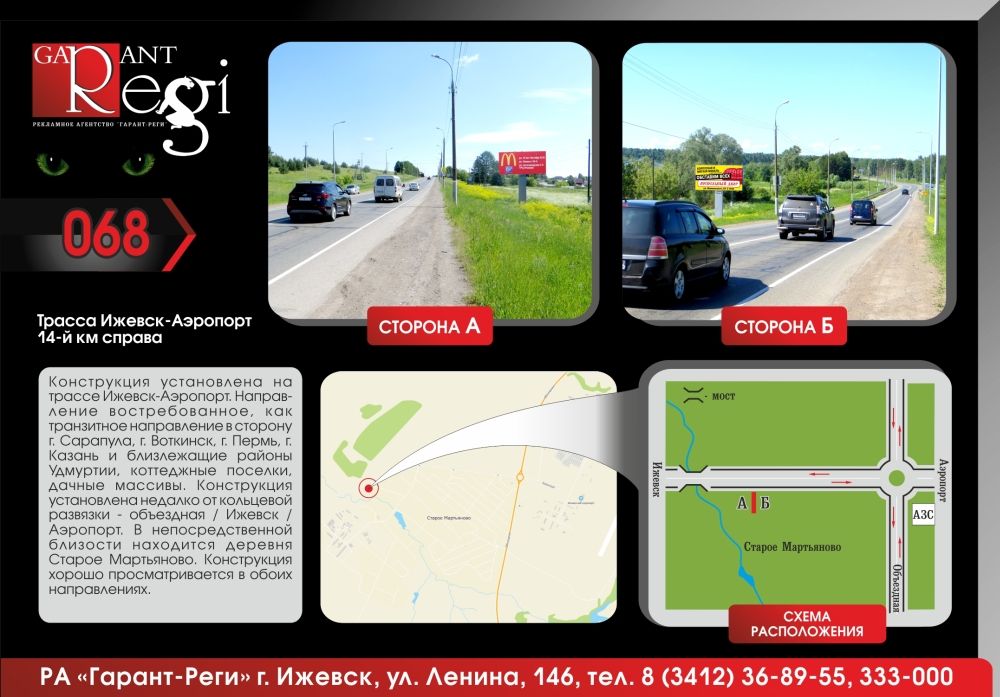 GARANT
Regi
РЕКЛАМНОЕ АГЕНТСТВО "ГАРАНТ-РЕГИ"
068
Трасса Ижевск-Аэропорт
14-й км справа
СТОРОНА А
СТОРОНА Б
Конструкция установлена на
трассе Ижевск-Аэропорт. Направ-
ление востребованное, как
транзитное направление в сторону
г. Сарапула, г. Воткинск, г. Пермь, г.
Казань и близлежащие районы
Удмуртии, коттеджные поселки,
дачные массивы. Конструкция
установлена недалеко от кольцевой
развязки - объездная / Ижевск /
Аэропорт. В непосредственной
близости находится деревня
Старое Мартьяново. Конструкция
хорошо просматривается в обоих
направлениях.
Старое Мартьяново
- мост
Ижевск
Аэропорт
А Б
АЗС
Старое Мартьяново
Объездная
СХЕМА
РАСПОЛОЖЕНИЯ
РА «Гарант-Реги» г. Ижевск, ул. Ленина, 146, тел. 8 (3412) 36-89-55, 333-000